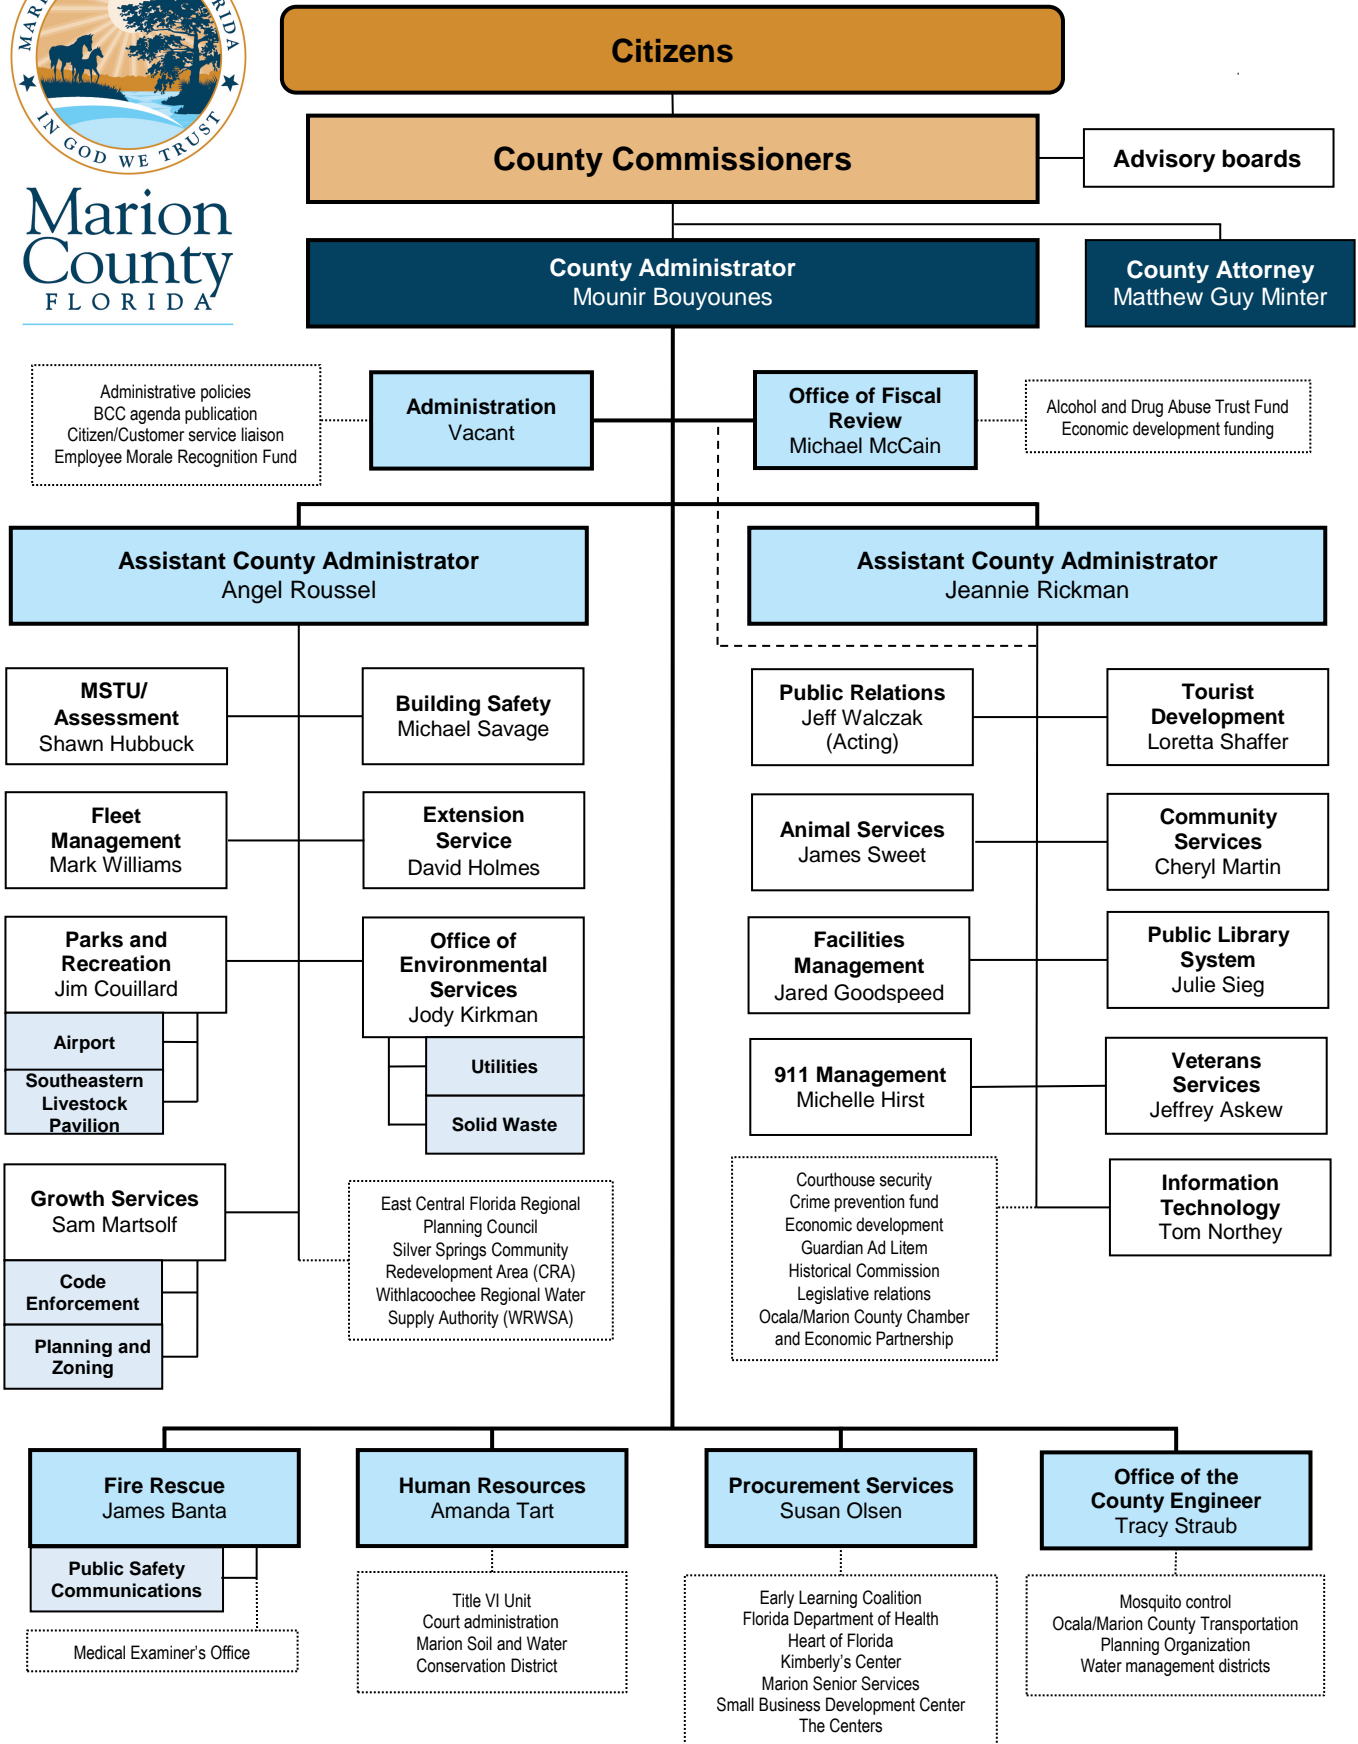 IN GOD WE TRUST
Marion
County
FLORIDA
Citizens
County Commissioners
Advisory boards
County Administrator
Mounir Bouyounes
County Attorney
Matthew Guy Minter
Administrative policies
BCC agenda publication
Citizen/Customer service liaison
Employee Morale Recognition Fund
Administration
Vacant
Office of Fiscal
Review
Michael McCain
Alcohol and Drug Abuse Trust Fund
Economic development funding
Assistant County Administrator
Angel Roussel
Assistant County Administrator
Jeannie Rickman
MSTU/
Assessment
Shawn Hubbuck
Building Safety
Michael Savage
Public Relations
Jeff Walczak
(Acting)
Tourist
Development
Loretta Shaffer
Fleet
Management
Mark Williams
Extension
Service
David Holmes
Animal Services
James Sweet
Community
Services
Cheryl Martin
Parks and
Recreation
Jim Couillard
Airport
Southeastern
Livestock
Pavilion
Office of
Environmental
Services
Jody Kirkman
Utilities
Solid Waste
Facilities
Management
Jared Goodspeed
Public Library
System
Julie Sieg
911 Management
Michelle Hirst
Veterans
Services
Jeffrey Askew
Growth Services
Sam Martsolf
Code
Enforcement
Planning and
Zoning
East Central Florida Regional
Planning Council
Silver Springs Community
Redevelopment Area (CRA)
Withlacoochee Regional Water
Supply Authority (WRWSA)
Courthouse security
Crime prevention fund
Economic development
Guardian Ad Litem
Historical Commission
Legislative relations
Ocala/Marion County Chamber
and Economic Partnership
Information
Technology
Tom Northey
Fire Rescue
James Banta
Public Safety
Communications
Medical Examiner's Office
Human Resources
Amanda Tart
Title VI Unit
Court administration
Marion Soil and Water
Conservation District
Procurement Services
Susan Olsen
Early Learning Coalition
Florida Department of Health
Heart of Florida
Kimberly's Center
Marion Senior Services
Small Business Development Center
The Centers
Office of the
County Engineer
Tracy Straub
Mosquito control
Ocala/Marion County Transportation
Planning Organization
Water management districts